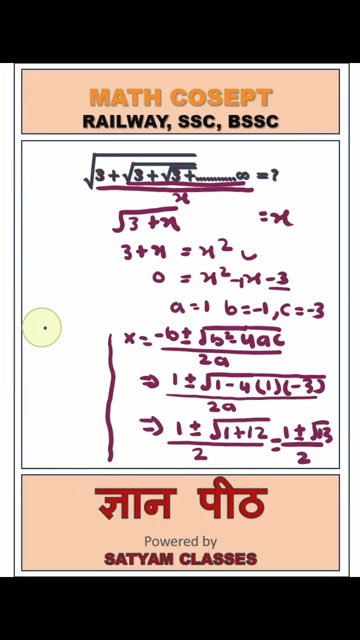 MATH COSEPT
RAILWAY, SSC, BSSC
√3 + √3 + √3 +..........∞ = ?
x
√3 + x = x
3 + x = x²
0 = x² - x - 3
a = 1 b = -1, c = -3
x = -b ± √b² - 4ac / 2a
⇒ 1 ± √1 - 4(1)(-3) / 2a
⇒ 1 ± √1 + 12 / 2 = 1 ± √13 / 2
ज्ञान पीठ
Powered by
SATYAM CLASSES